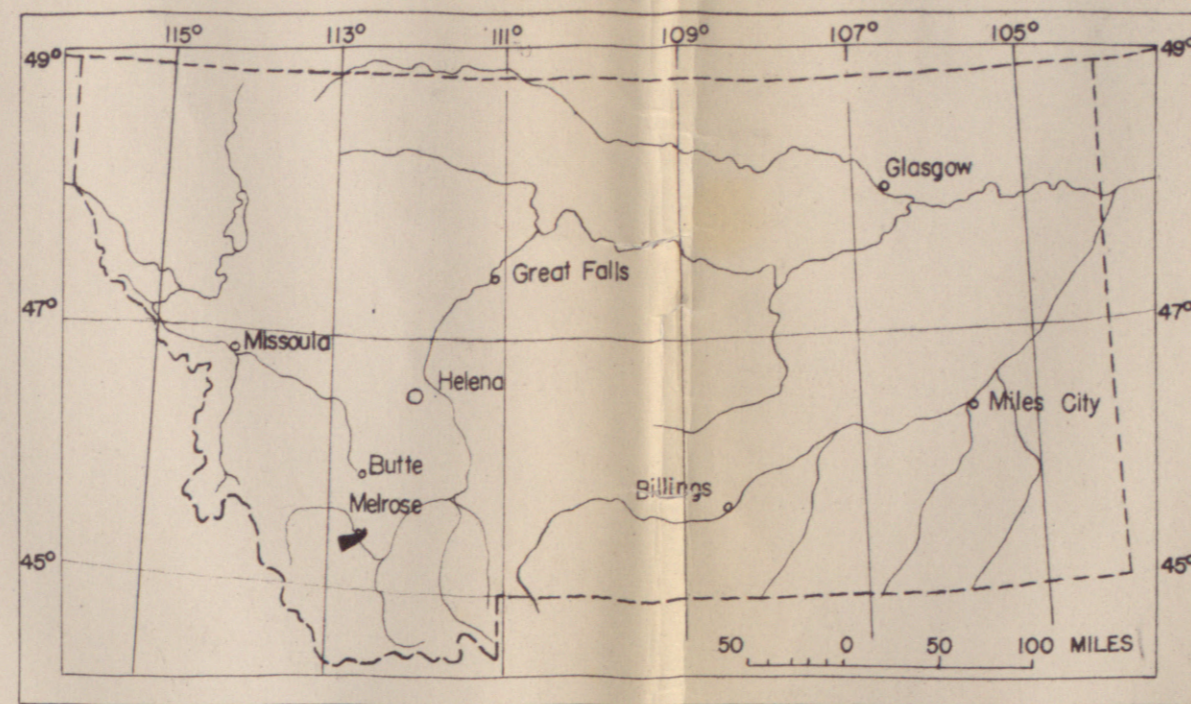 115° 113° 111° 109° 107° 105°
49° 49°
Glasgow
Great Falls
47° 47°
Missoula
Helena
Miles City
Butte
Billings
Melrose
45° 45°
50 0 50 100 MILES